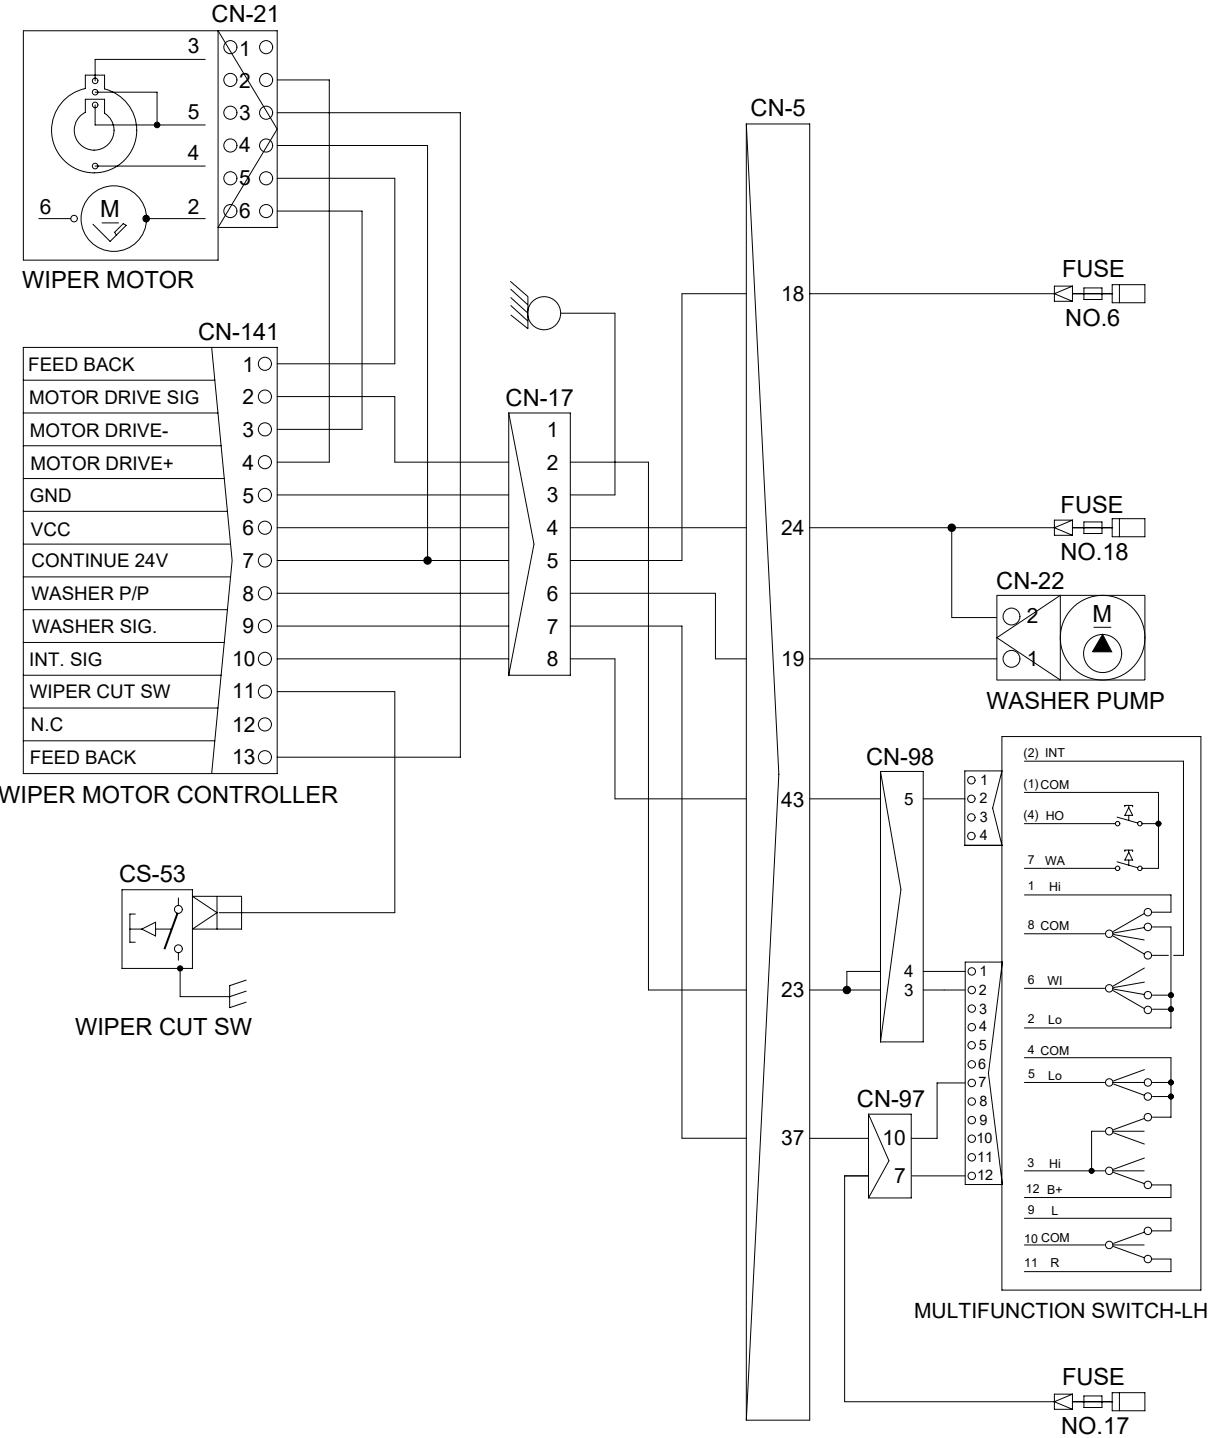 CN-21
3
5
4
6
M
2
1
2
3
4
5
6
WIPER MOTOR
CN-141
FEED BACK 1
MOTOR DRIVE SIG 2
MOTOR DRIVE- 3
MOTOR DRIVE+ 4
GND 5
VCC 6
CONTINUE 24V 7
WASHER P/P 8
WASHER SIG. 9
INT. SIG 10
WIPER CUT SW 11
N.C 12
FEED BACK 13
WIPER MOTOR CONTROLLER
CS-53
WIPER CUT SW
CN-17
1
2
3
4
5
6
7
8
CN-5
18
24
19
43
23
37
FUSE
NO.6
FUSE
NO.18
CN-22
2
1
M
WASHER PUMP
CN-98
5
4
3
CN-97
10
7
1
2
3
4
1
2
3
4
5
6
7
8
9
10
11
12
(2) INT
(1) COM
(4) HO
7 WA
1 Hi
8 COM
6 WI
2 Lo
4 COM
5 Lo
3 Hi
12 B+
9 L
10 COM
11 R
MULTIFUNCTION SWITCH-LH
FUSE
NO.17